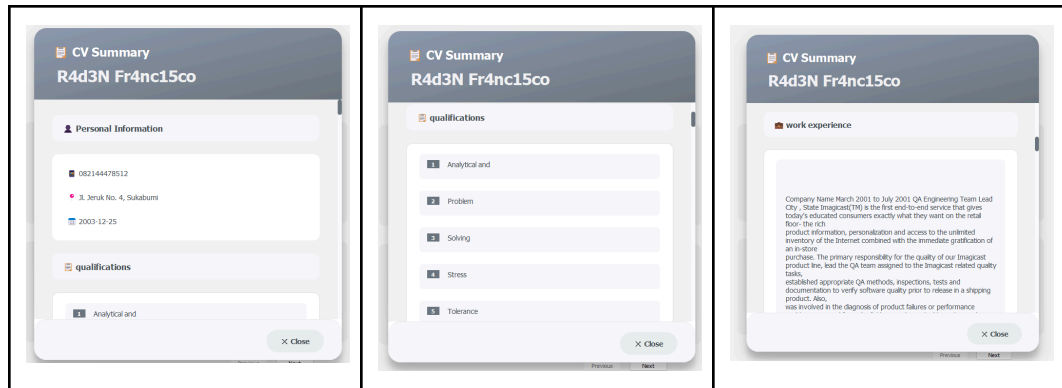 CV Summary
R4d3N Fr4nc15co
Personal Information
082144478512
Jl. Jeruk No. 4, Sukabumi
2003-12-25
qualifications
1 Analytical and
× Close
Next
CV Summary
R4d3N Fr4nc15co
qualifications
1 Analytical and
2 Problem
3 Solving
4 Stress
5 Tolerance
× Close
Previous Next
CV Summary
R4d3N Fr4nc15co
work experience
Company Name March 2001 to July 2001 QA Engineering Team Lead
City , State Imagicast(TM) is the first end-to-end service that gives
today's educated consumers exactly what they want on the retail
floor- the rich
product information, personalization and access to the unlimited
inventory of the Internet combined with the immediate gratification of
an in-store
purchase. The primary responsibility for the quality of our Imagicast
product line, lead the QA team assigned to the Imagicast related quality
tasks,
established appropriate QA methods, inspections, tests and
documentation to verify software quality prior to release in a shipping
product. Also,
was involved in the diagnosis of product failures or performance
× Close
Previous Next